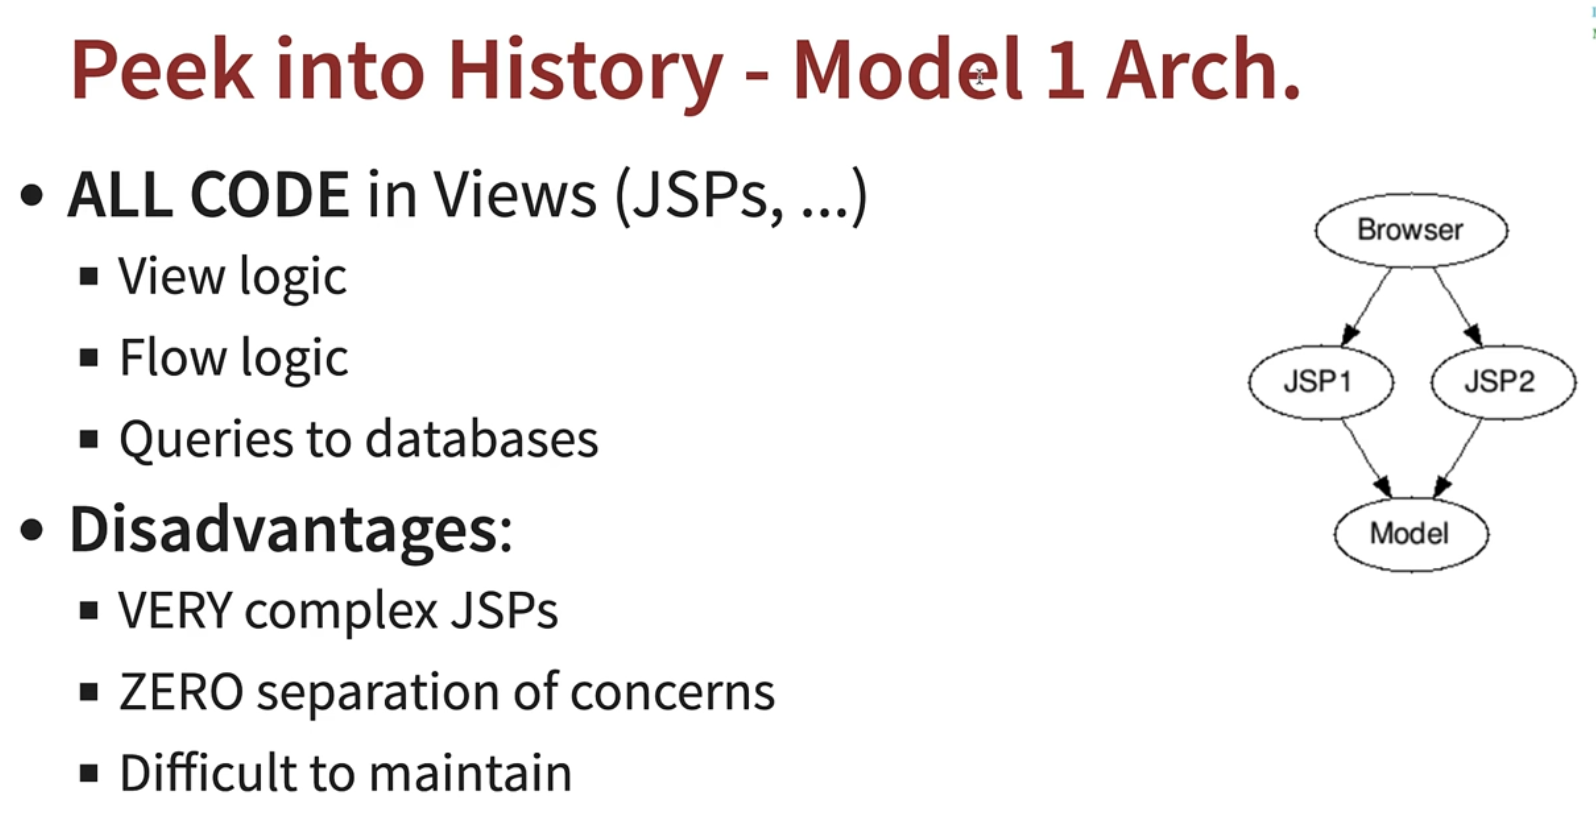 Peek into History - Model 1 Arch.
• ALL CODE in Views (JSPs, ...)
▪ View logic
▪ Flow logic
▪ Queries to databases
• Disadvantages:
▪ VERY complex JSPs
▪ ZERO separation of concerns
▪ Difficult to maintain
Browser
JSP1
JSP2
Model